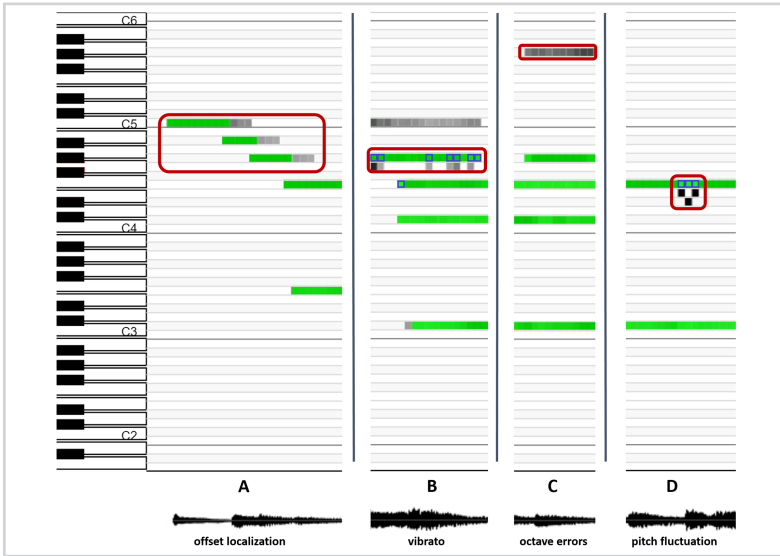 C6
C5
C4
C3
C2
A B C D
offset localization vibrato octave errors pitch fluctuation